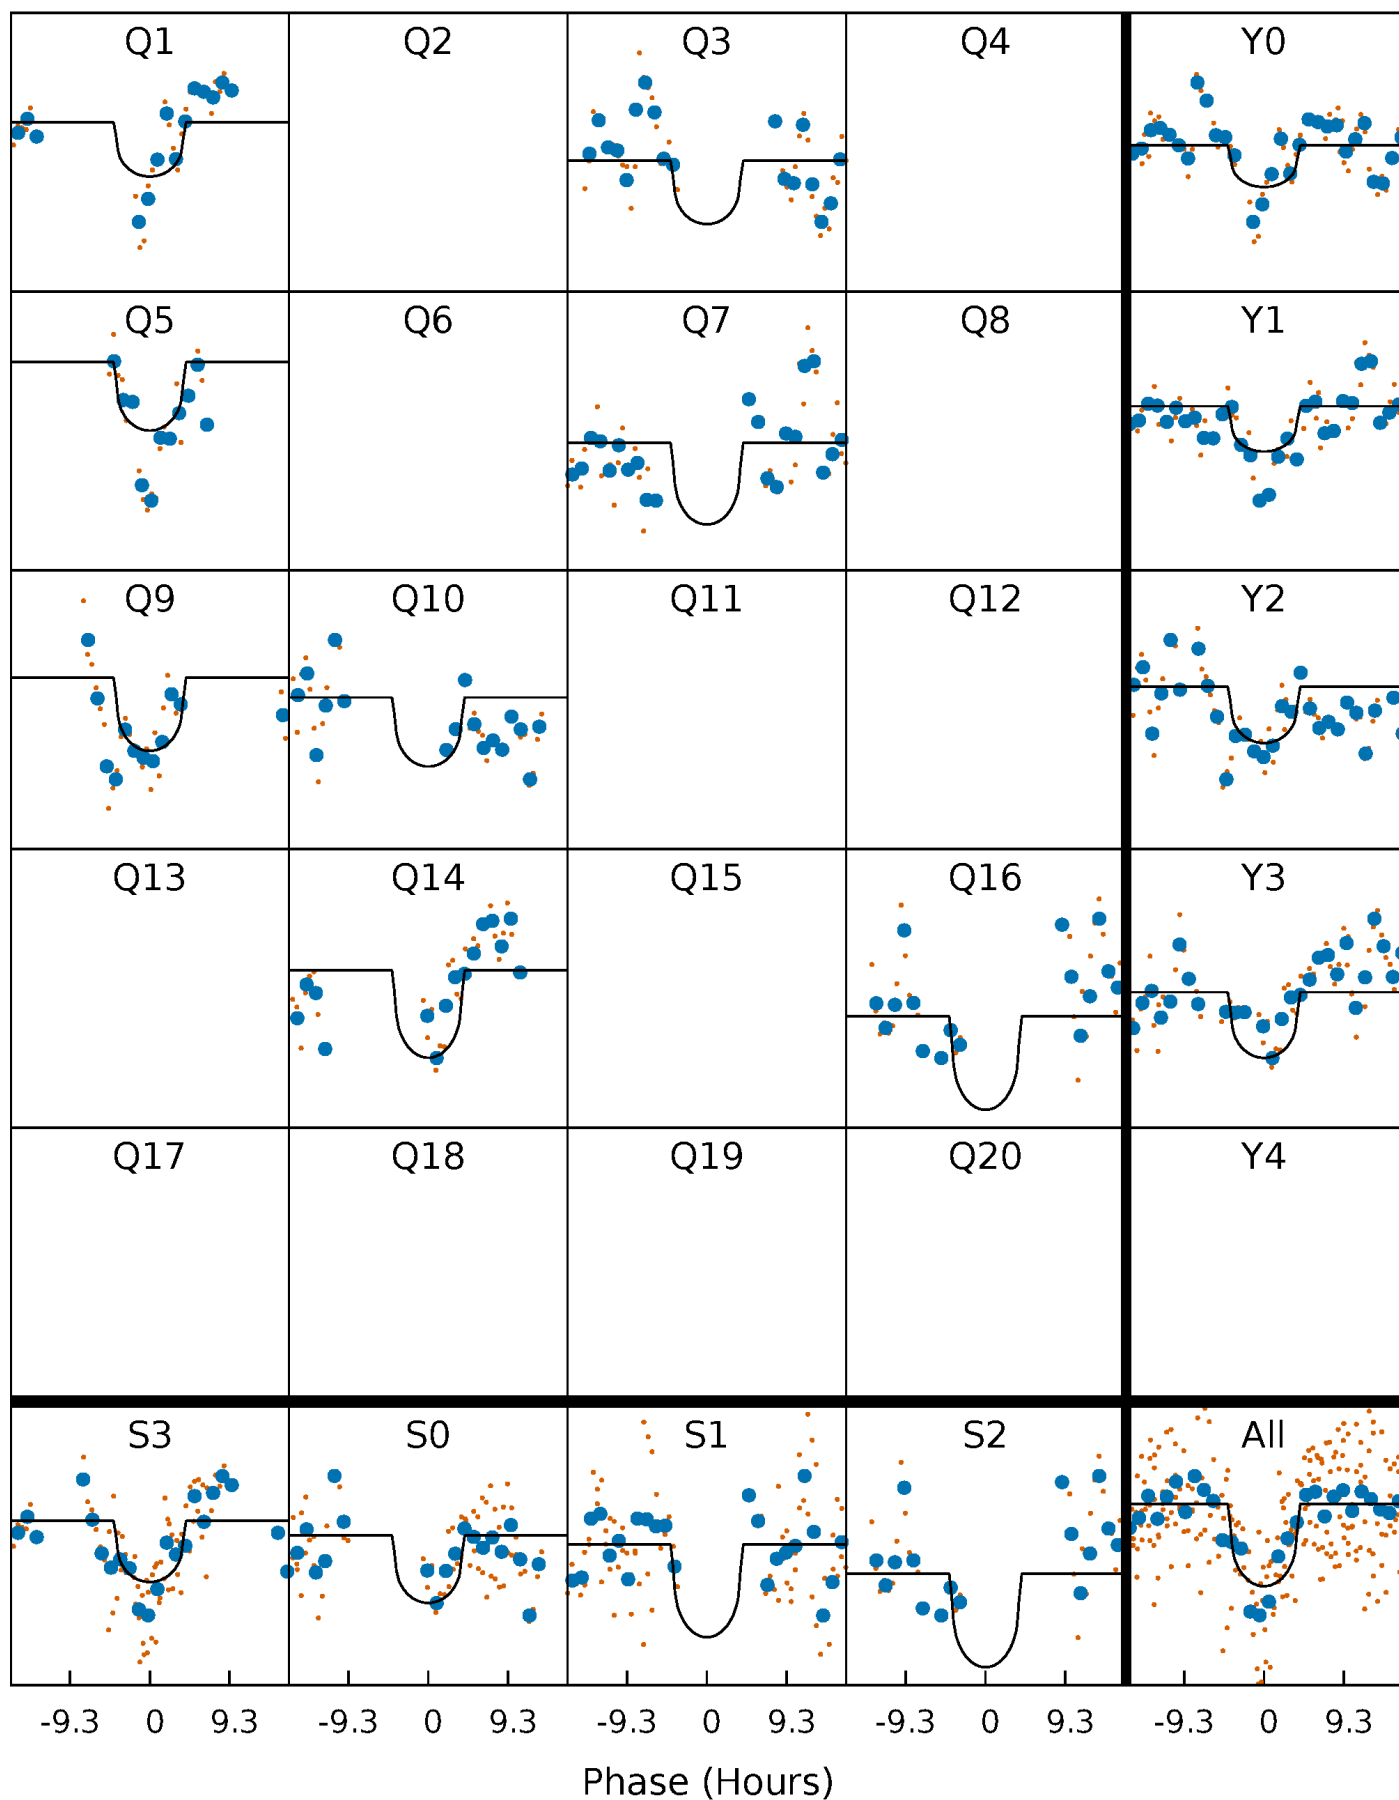 Q1 Q2 Q3 Q4 Y0
Q5 Q6 Q7 Q8 Y1
Q9 Q10 Q11 Q12 Y2
Q13 Q14 Q15 Q16 Y3
Q17 Q18 Q19 Q20 Y4
S3 S0 S1 S2 All
-9.3 0 9.3 -9.3 0 9.3 -9.3 0 9.3 -9.3 0 9.3 -9.3 0 9.3
Phase (Hours)